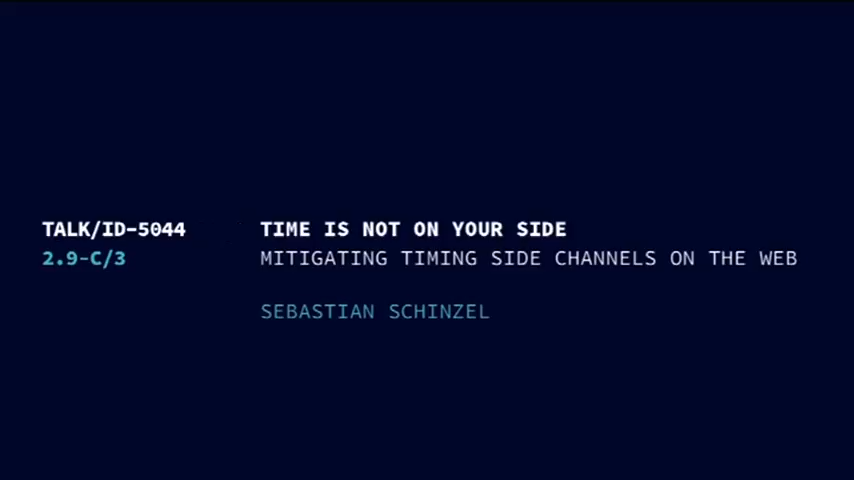 TALK/ID-5044
2.9-C/3
TIME IS NOT ON YOUR SIDE
MITIGATING TIMING SIDE CHANNELS ON THE WEB
SEBASTIAN SCHINZEL